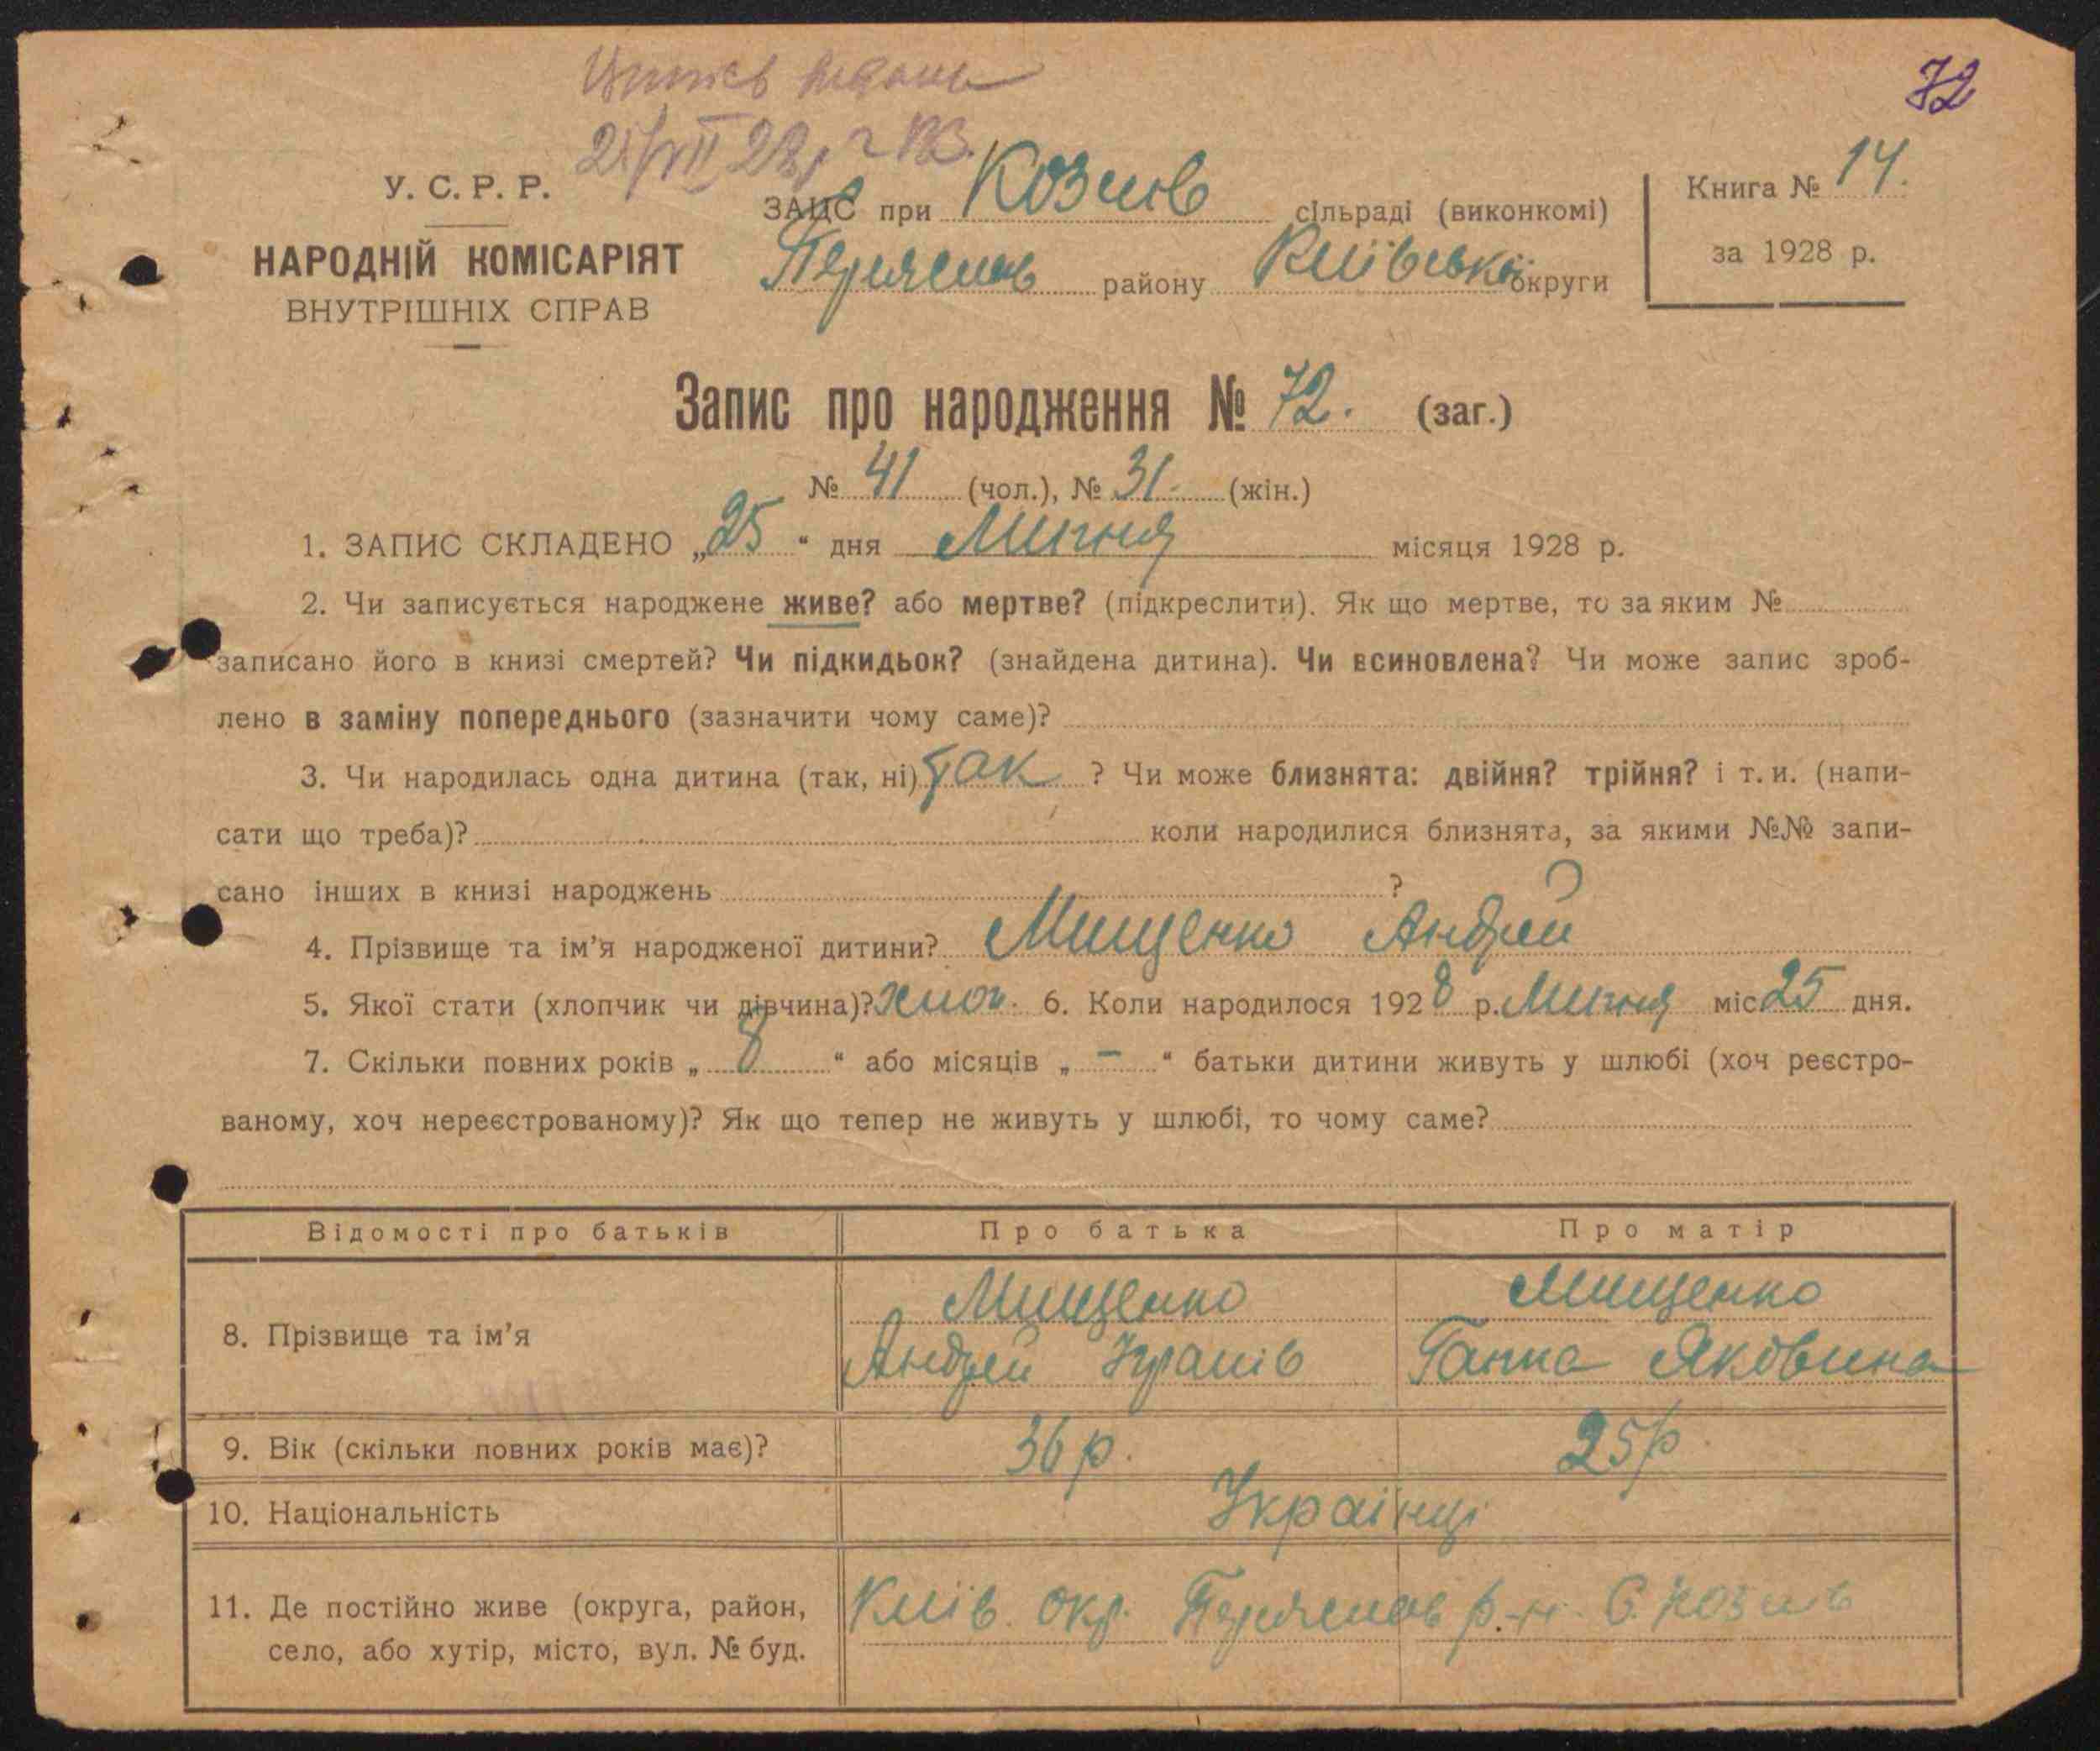 72
У. С. Р. Р.
НАРОДНІЙ КОМІСАРІЯТ
ВНУТРІШНІХ СПРАВ
ЗАЦС при Козлів сільраді (виконкомі)
Переяслав району Київської округи
Книга № 14.
за 1928 р.
Запис про народження № 72. (заг.)
№ 41 (чол.), № 31. (жін.)
1. ЗАПИС СКЛАДЕНО „25“ дня Липня місяця 1928 р.
2. Чи записується народжене живе? або мертве? (підкреслити). Як що мертве, то за яким №
записано його в книзі смертей? Чи підкидьок? (знайдена дитина). Чи всиновлена? Чи може запис зроб-
лено в заміну попереднього (зазначити чому саме)?
3. Чи народилась одна дитина (так, ні) так ? Чи може близнята: двійня? трійня? і т. и. (напи-
сати що треба)? коли народилися близнята, за якими №№ запи-
сано інших в книзі народжень ?
4. Прізвище та ім’я народженої дитини? Мищенко Андрей
5. Якої стати (хлопчик чи дівчина)? хлоп. 6. Коли народилося 1928 р. Липня міс 25 дня.
7. Скільки повних років „ 8 “ або місяців „ – “ батьки дитини живуть у шлюбі (хоч реєстро-
ваному, хоч нереєстрованому)? Як що тепер не живуть у шлюбі, то чому саме?
Відомості про батьків Про батька Про матір
8. Прізвище та ім’я
Мищенко
Андрей
Мищенко
Ганна Яковина
9. Вік (скільки повних років має)? 36 р. 25 р
10. Національність Українці
11. Де постійно живе (округа, район,
село, або хутір, місто, вул. № буд.
Київ. окр. Переяслав р.-н. С. Козлів